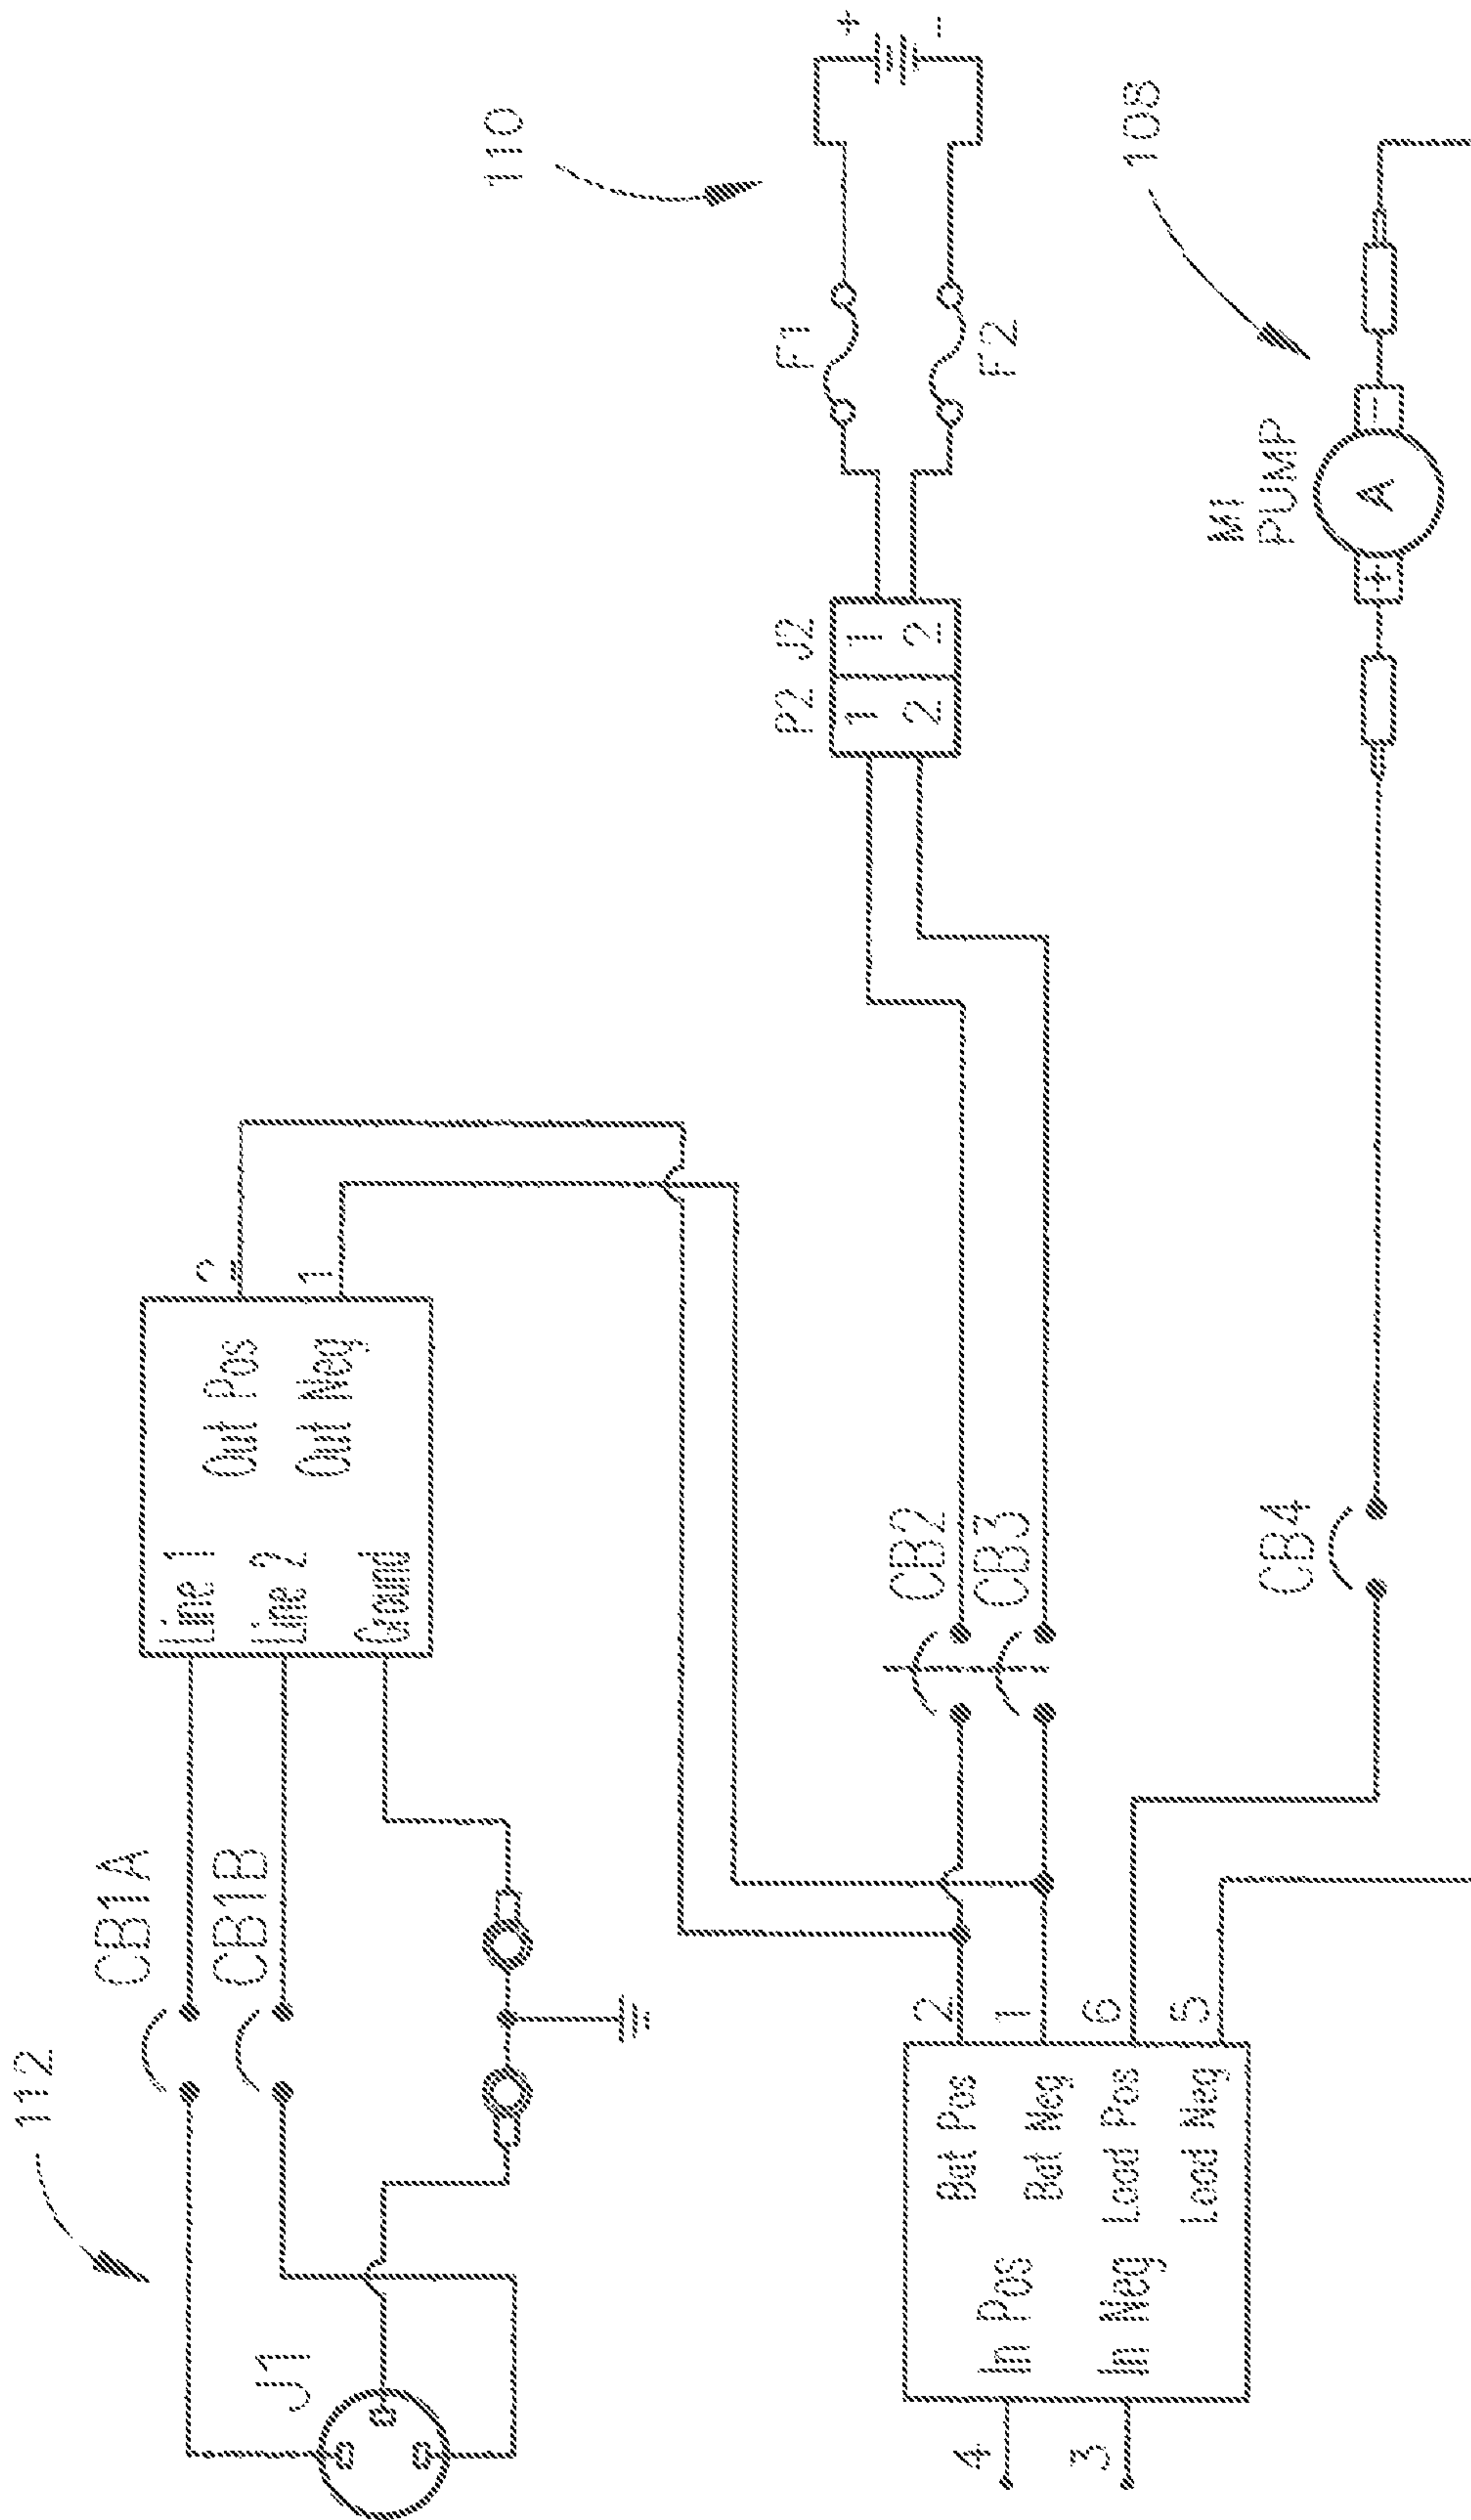 112
J1
CB1A
CB1B
Line 1
Line 2
Ground
Out Pos
Out Neg
2
1
110
+
-
F1
F2
P2 J2
1 1
2 2
CB2
CB3
4
3
In Pos
In Neg
Bat Pos
Bat Neg
Load Pos
Load Neg
2
1
6
5
CB4
M1
PUMP
+ A -
108